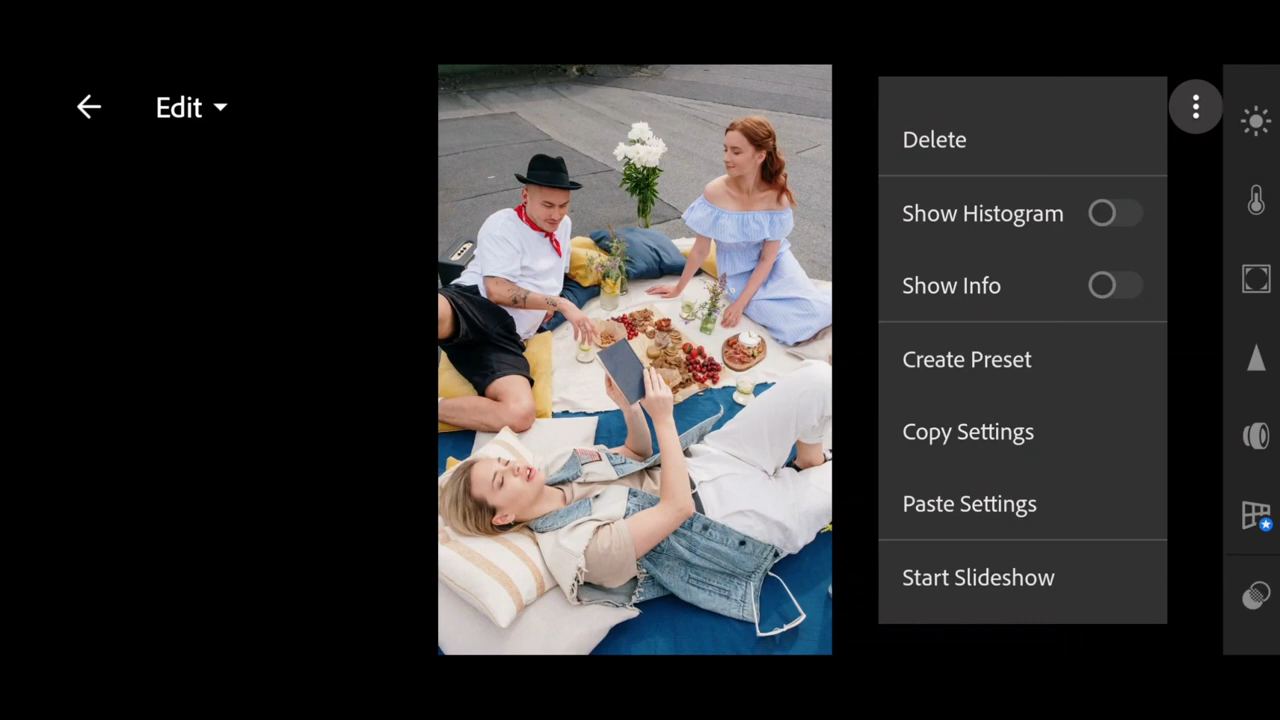 Edit
Delete
Show Histogram
Show Info
Create Preset
Copy Settings
Paste Settings
Start Slideshow